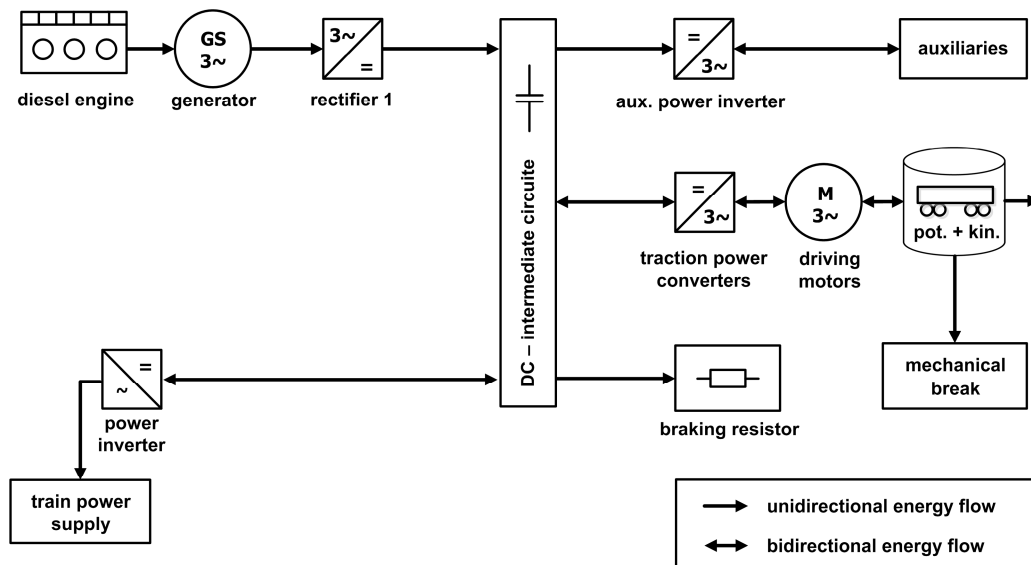 GS
3~
3~
=
=
3~
auxiliaries
diesel engine
generator
rectifier 1
aux. power inverter
DC – intermediate circuite
=
3~
M
3~
pot. + kin.
traction power
converters
driving
motors
=
~
power
inverter
braking resistor
mechanical
break
train power
supply
unidirectional energy flow
bidirectional energy flow